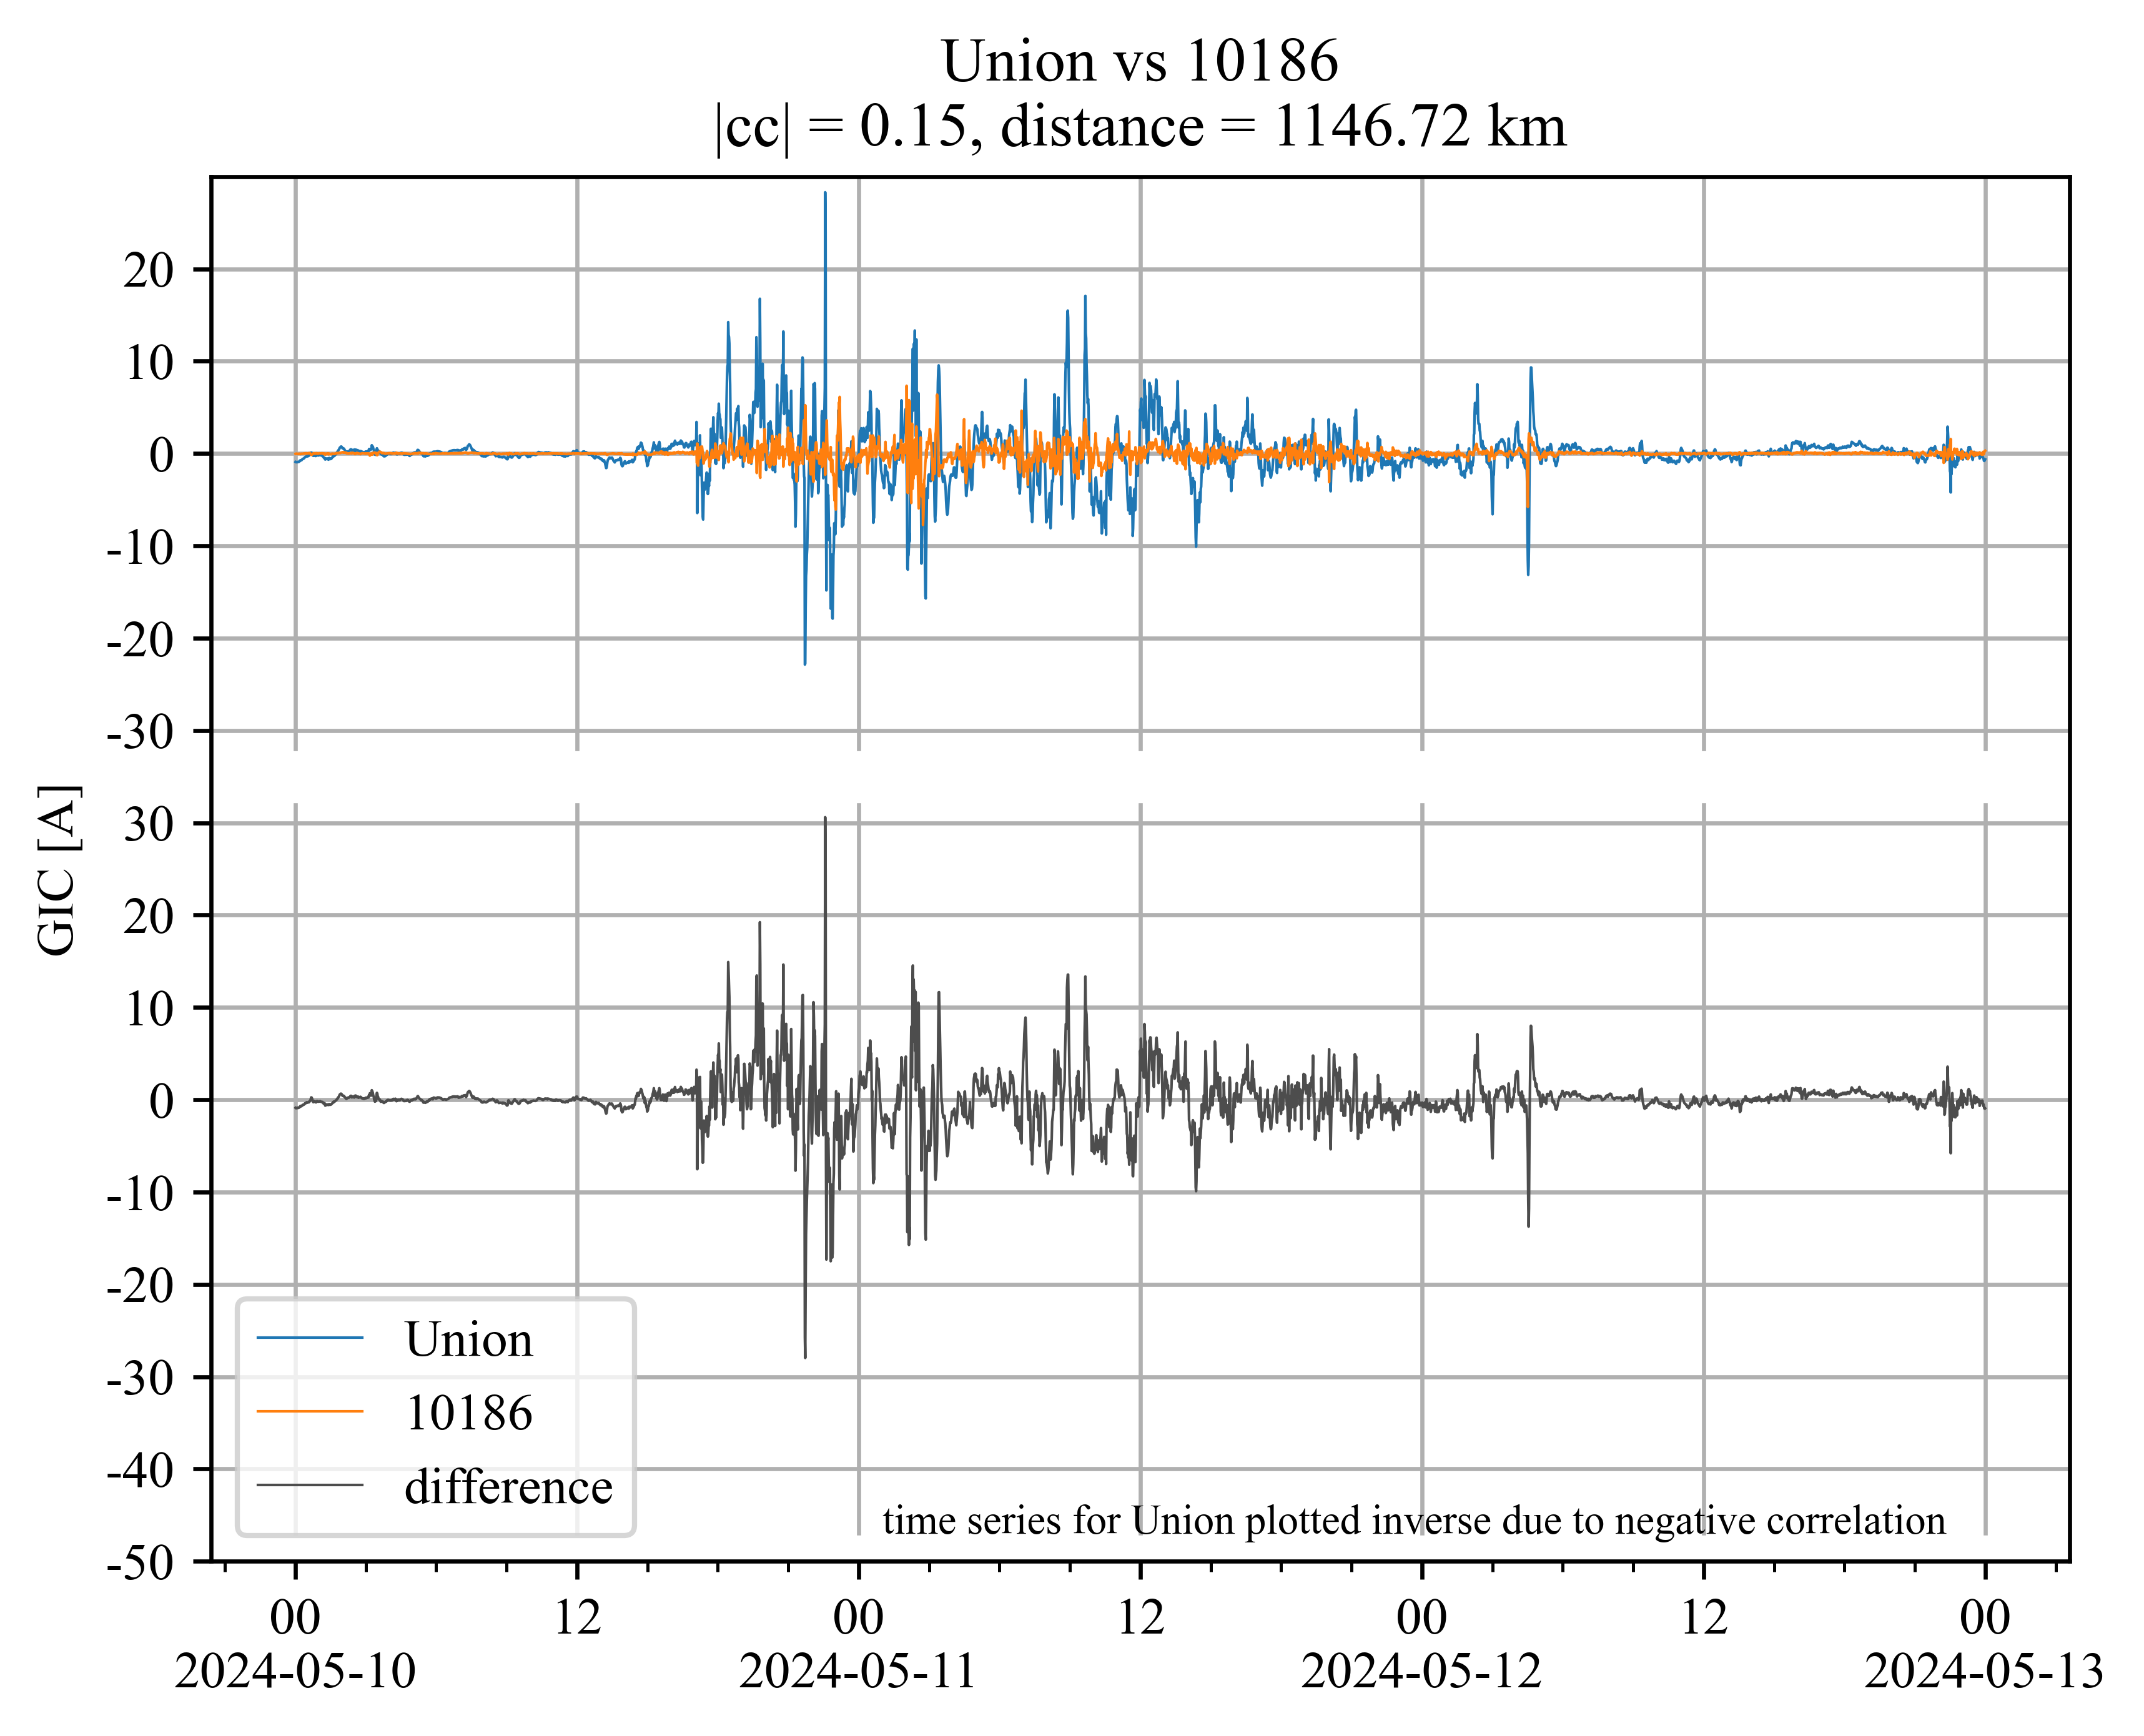 Union vs 10186
|cc| = 0.15, distance = 1146.72 km
20
10
0
-10
-20
-30
GIC [A]
30
20
10
0
-10
-20
-30
-40
-50
Union
10186
difference
time series for Union plotted inverse due to negative correlation
00 12 00 12 00 12 00
2024-05-10 2024-05-11 2024-05-12 2024-05-13